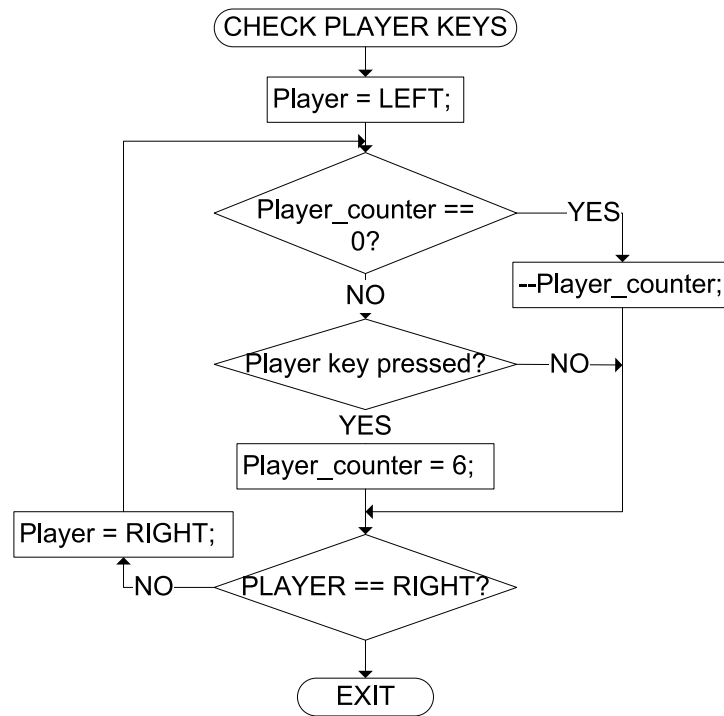 CHECK PLAYER KEYS
Player = LEFT;
Player_counter ==
0?
YES
--Player_counter;
NO
Player key pressed?
NO
YES
Player_counter = 6;
Player = RIGHT;
PLAYER == RIGHT?
NO
EXIT